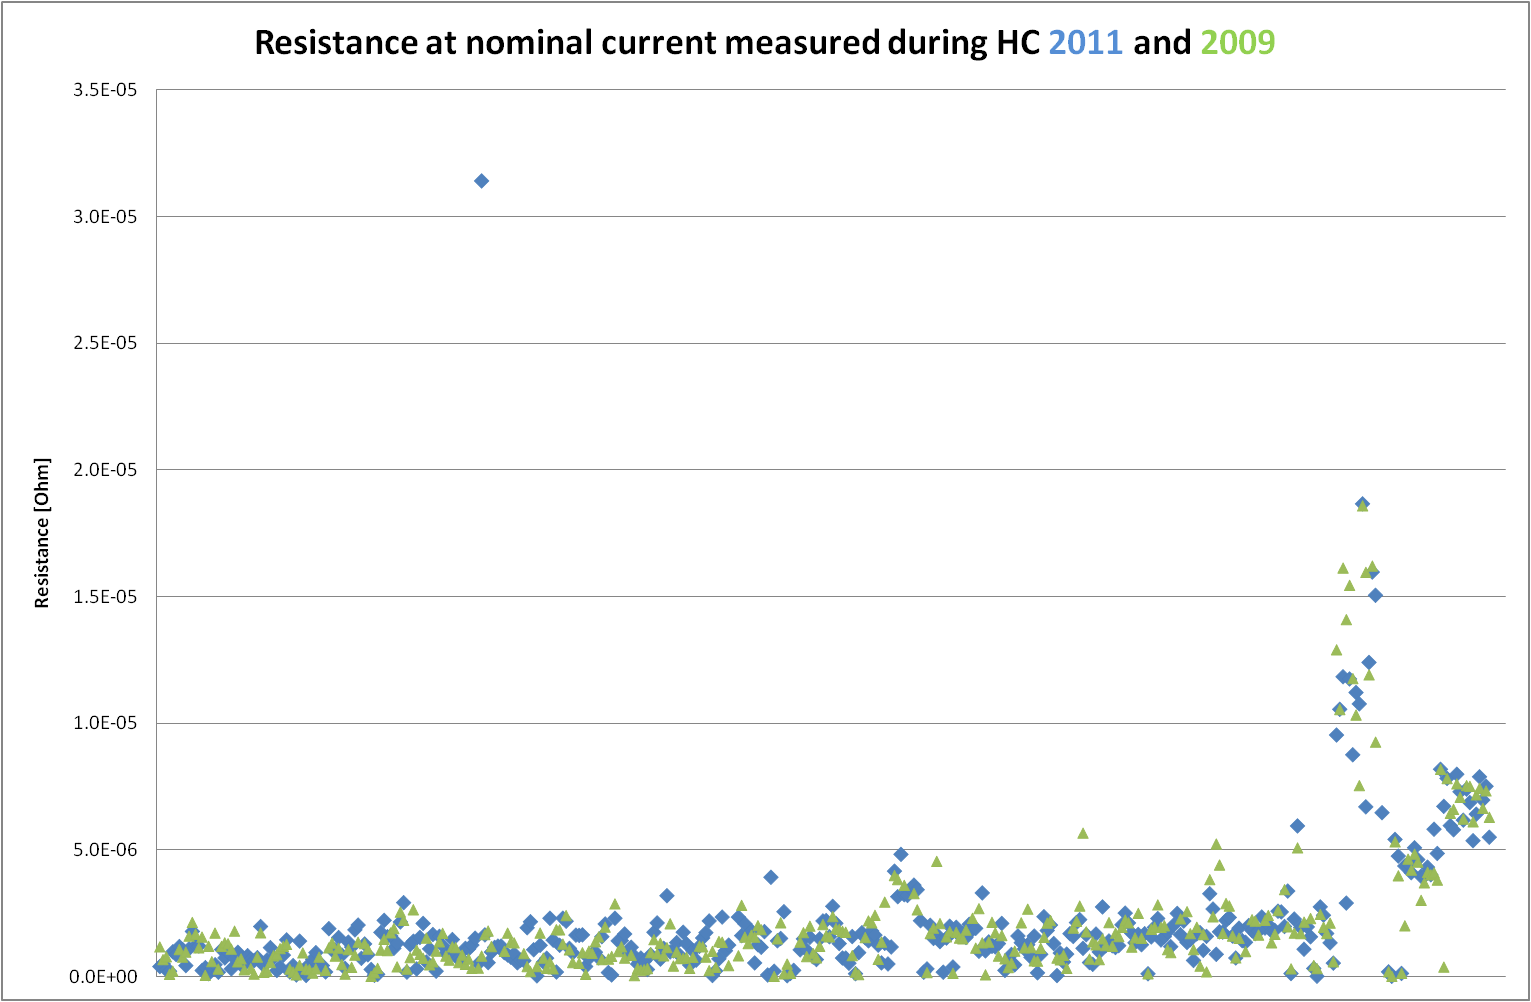 Resistance at nominal current measured during HC 2011 and 2009
3.5E-05
3.0E-05
2.5E-05
2.0E-05
1.5E-05
1.0E-05
5.0E-06
0.0E+00
Resistance [Ohm]